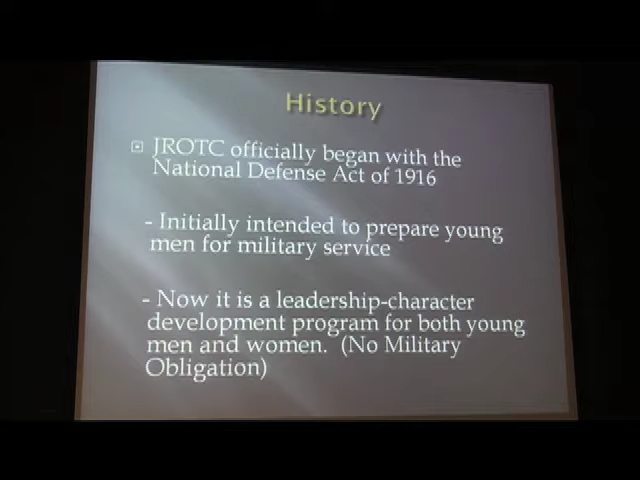 History
JROTC officially began with the
National Defense Act of 1916
- Initially intended to prepare young
men for military service
- Now it is a leadership-character
development program for both young
men and women. (No Military
Obligation)